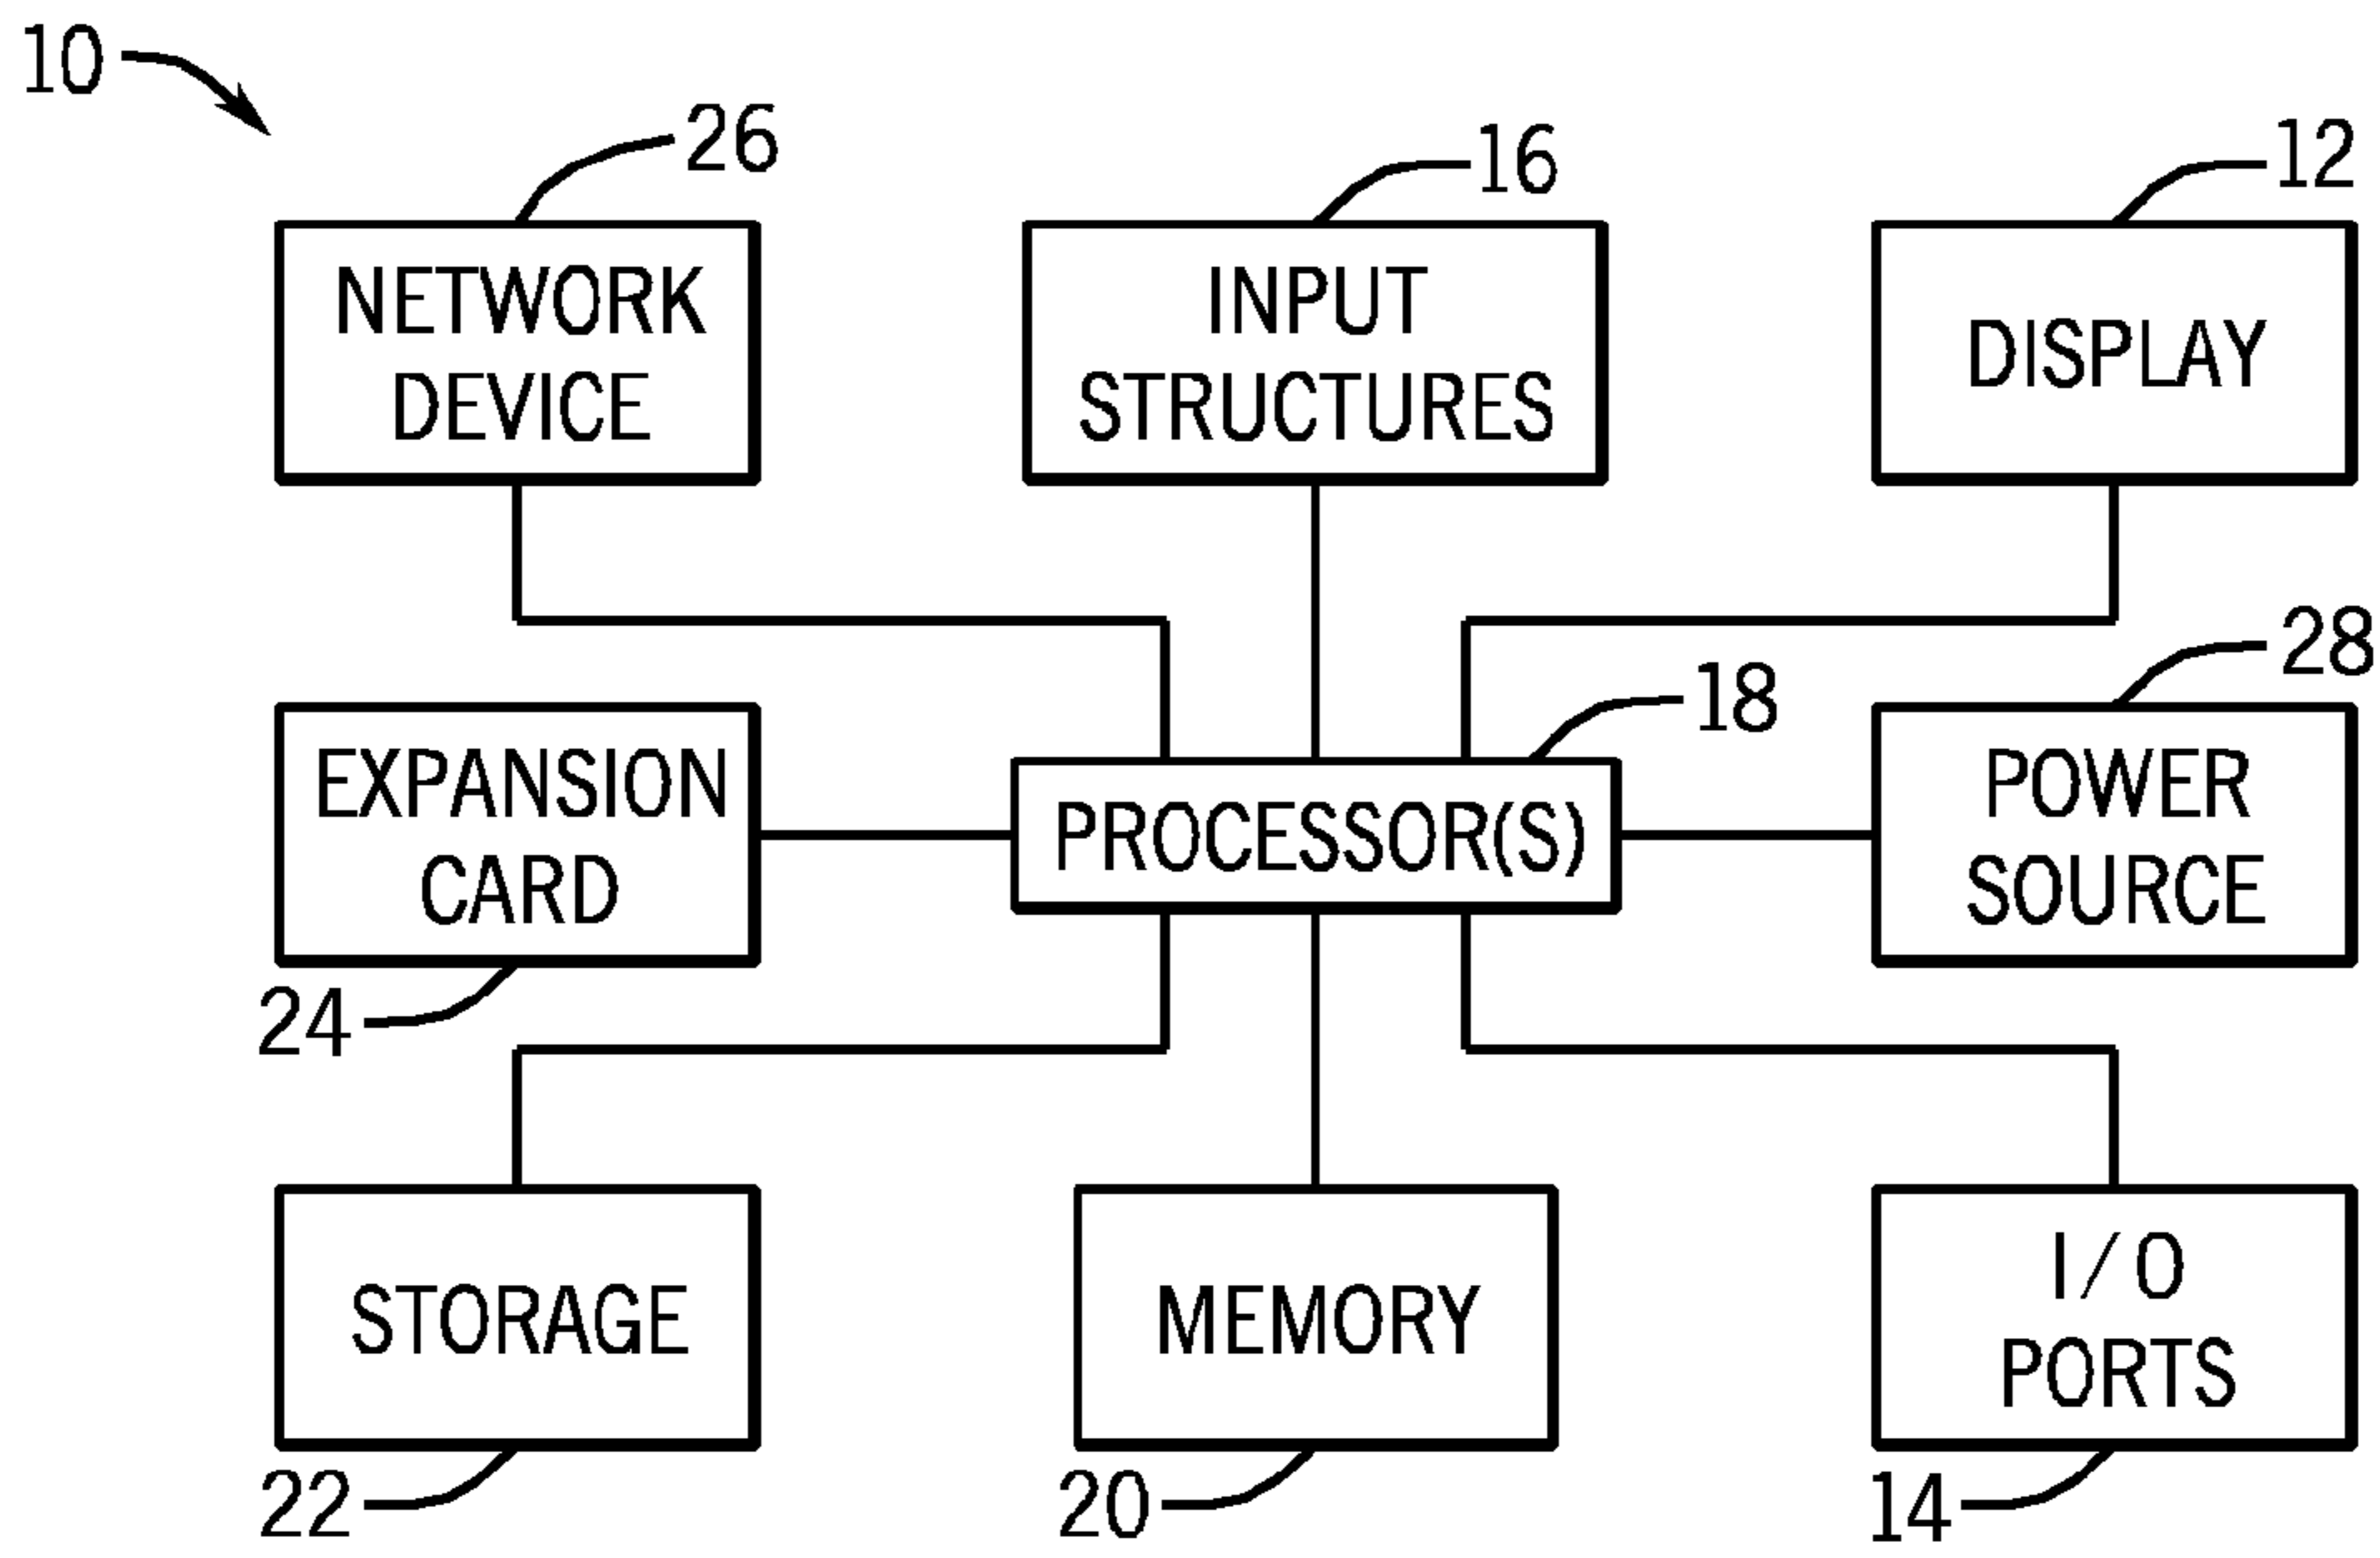 10
26
16
12
NETWORK
DEVICE
INPUT
STRUCTURES
DISPLAY
18
28
EXPANSION
CARD
PROCESSOR(S)
POWER
SOURCE
24
STORAGE
MEMORY
I/O
PORTS
22
20
14